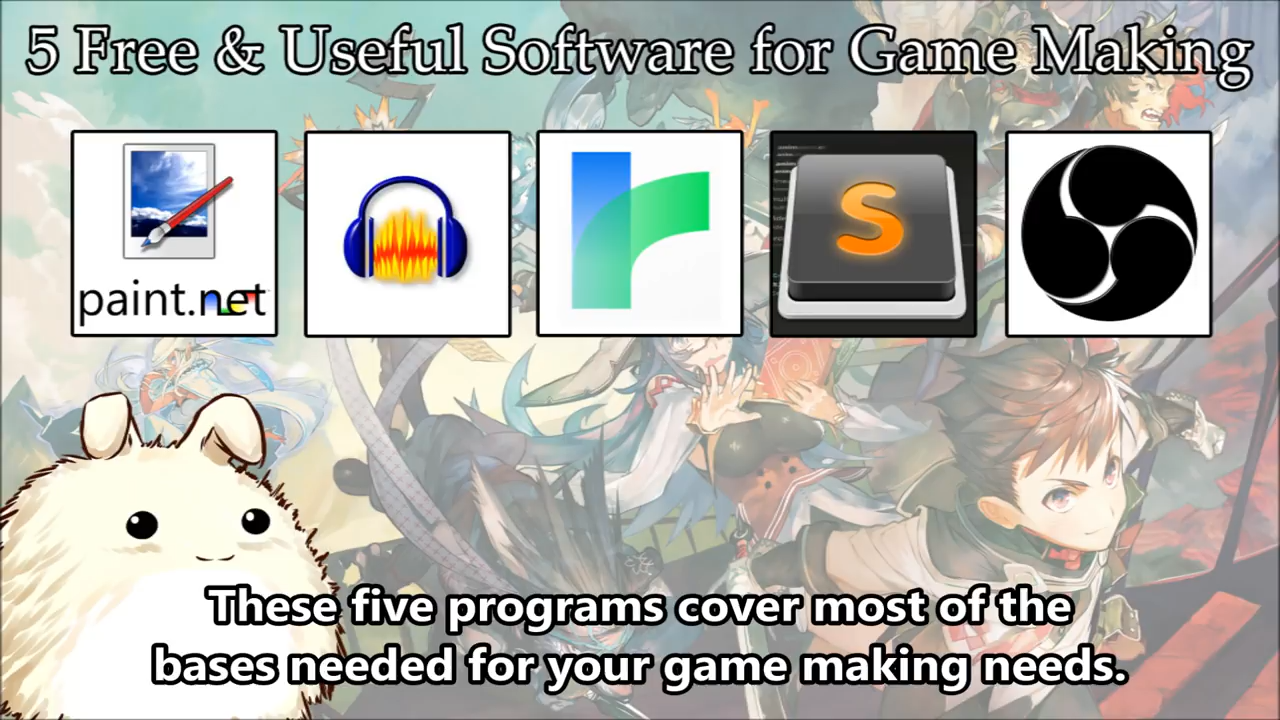 5 Free & Useful Software for Game Making
paint.net
S
These five programs cover most of the
bases needed for your game making needs.